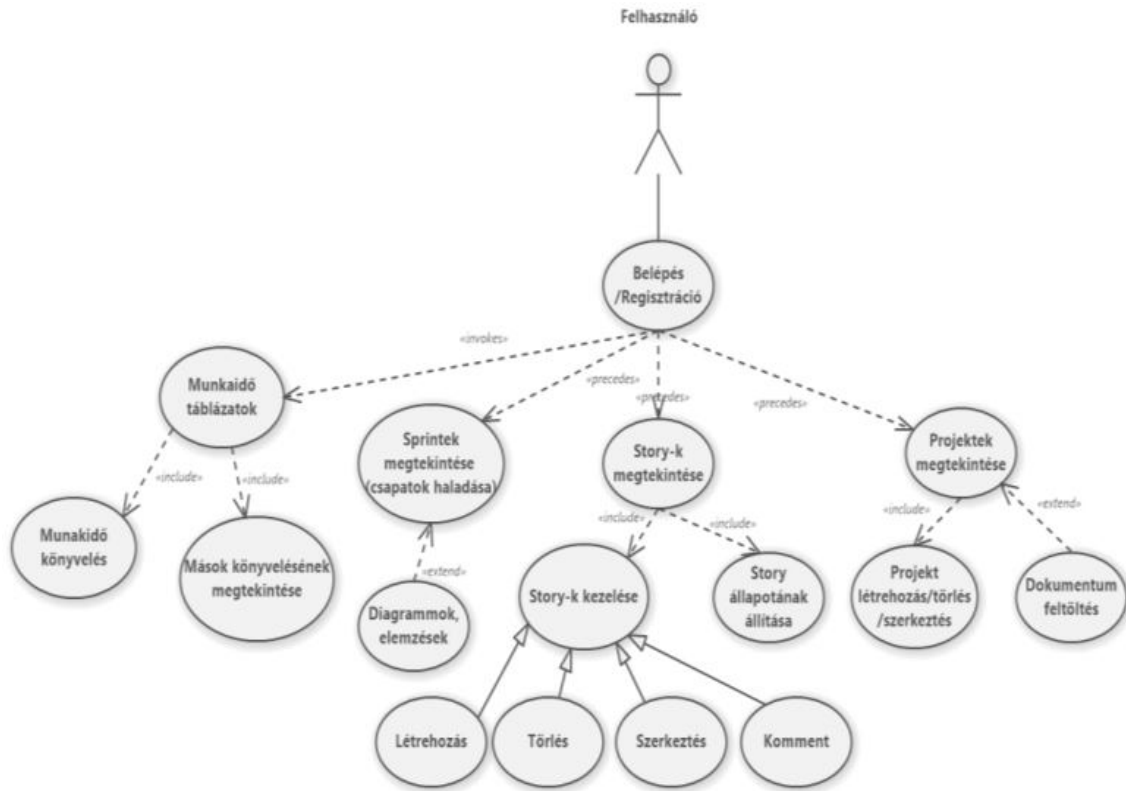 Felhasználó
Belépés
/Regisztráció
«invokes»
«precedes»
«precedes»
«precedes»
Munkaidő
táblázatok
Sprintek
megtekintése
(csapatok haladása)
Story-k
megtekintése
Projektek
megtekintése
«include»
«include»
«include»
«include»
«include»
«extend»
Munakidő
könyvelés
Mások könyvelésének
megtekintése
«extend»
Diagrammok,
elemzések
Story-k kezelése
Story
állapotának
állítása
Projekt
létrehozás/törlés
/szerkeztés
Dokumentum
feltöltés
Létrehozás
Törlés
Szerkeztés
Komment